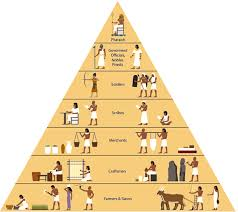 Pharaoh
Government
Officials,
Nobles,
Priests
Soldiers
Scribes
Merchants
Craftsmen
Farmers & Slaves